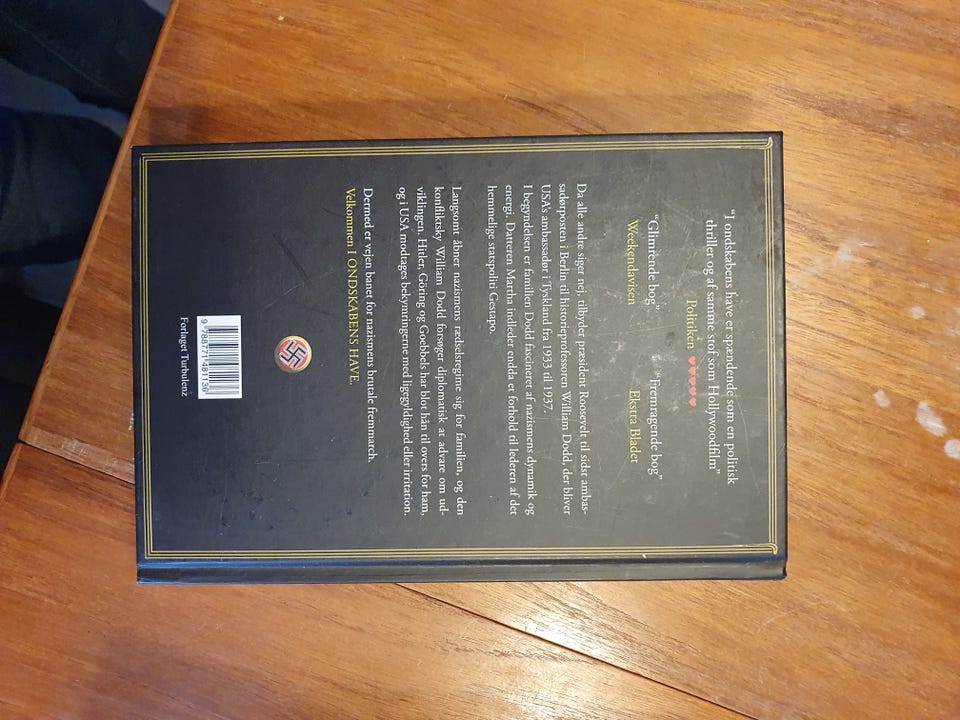 “I ondskabens have er spændende som en politisk
thriller og af samme stof som Hollywoodfilm”
Politiken ♥♥♥♥♥
“Glimrende bog”
Weekendavisen
“Fremragende bog”
Ekstra Bladet
Da alle andre siger nej, tilbyder præsident Roosevelt til sidst ambas-
sadørposten i Berlin til historieprofessoren William Dodd, der bliver
USA’s ambassadør i Tyskland fra 1933 til 1937.
I begyndelsen er familien Dodd fascineret af nazismens dynamik og
energi. Datteren Martha indleder endda et forhold til lederen af det
hemmelige statspoliti Gestapo.
Langsomt åbner nazismens rædselsregime sig for familien, og den
konfliktsky William Dodd forsøger diplomatisk at advare om ud-
viklingen. Hitler, Göring og Goebbels har blot hån til overs for ham,
og i USA modtages bekymringerne med ligegyldighed eller irritation.
Dermed er vejen banet for nazismens brutale fremmarch.
Velkommen I ONDSKABENS HAVE.
9 788771 481136
Forlaget Turbulenz